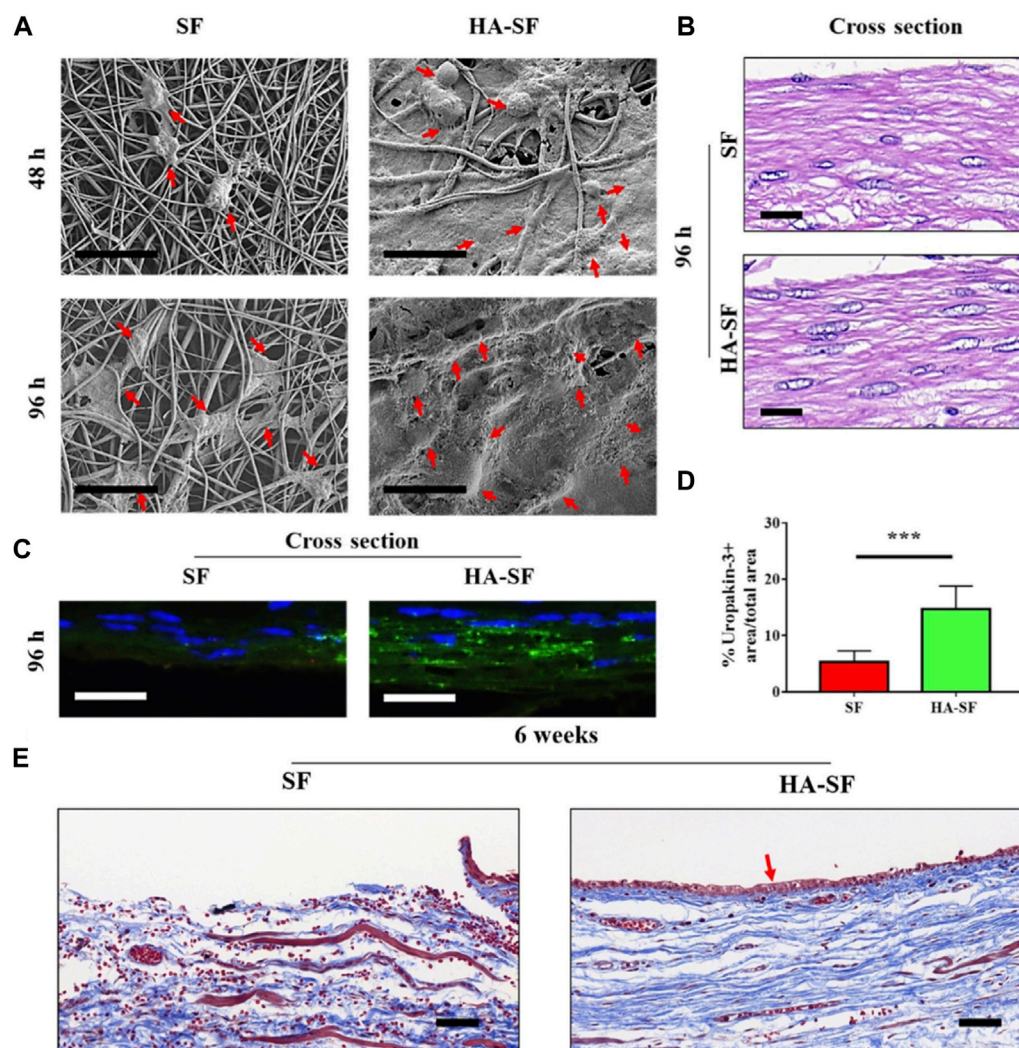 A
SF
HA-SF
48 h
96 h
B
Cross section
96 h
SF
HA-SF
C
Cross section
SF
HA-SF
96 h
D
% Uropakin-3+
area/total area
30
20
10
0
***
SF
HA-SF
6 weeks
E
SF
HA-SF